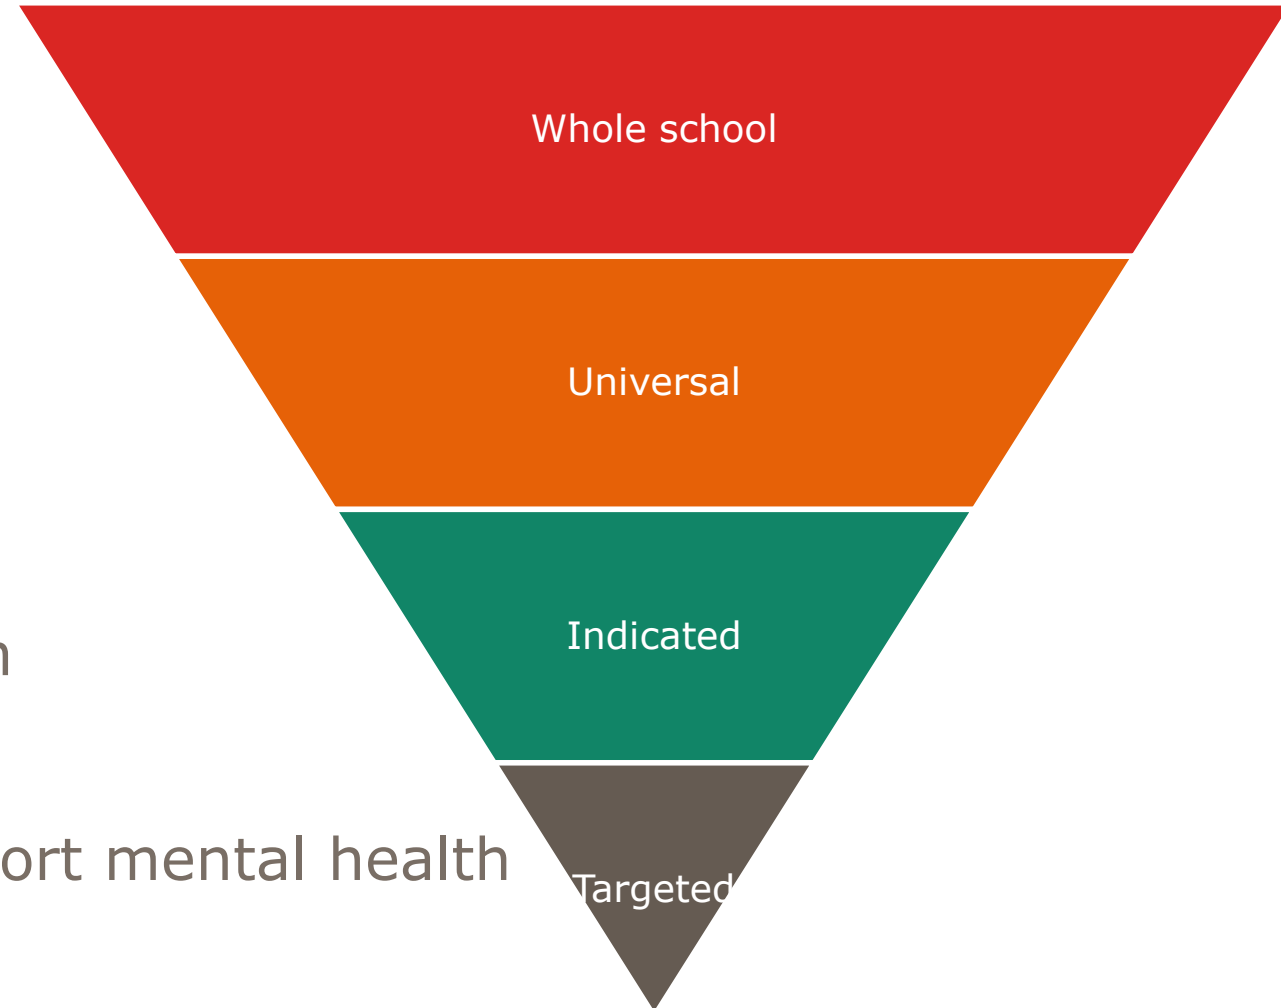 Whole school
Universal
Indicated
n
ort mental health
Targeted